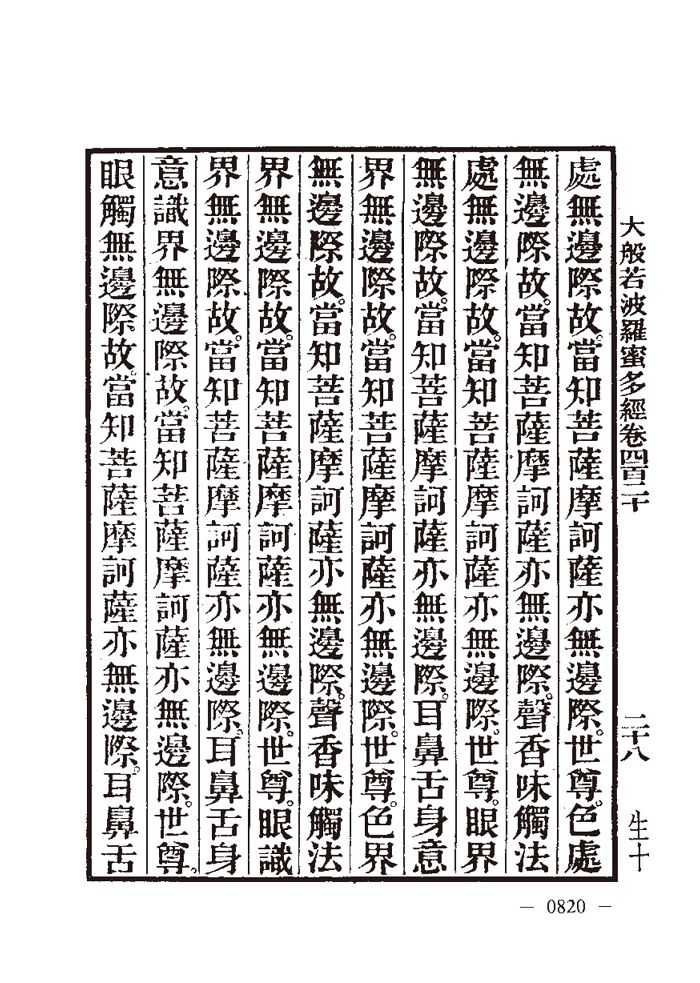 大般若波羅蜜多經卷四百二十
二十八
生十
處無邊際故。當知菩薩摩訶薩亦無邊際。世尊。色處
無邊際故。當知菩薩摩訶薩亦無邊際。聲香味觸法
處無邊際故。當知菩薩摩訶薩亦無邊際。世尊。眼界
無邊際故。當知菩薩摩訶薩亦無邊際。耳鼻舌身意
界無邊際故。當知菩薩摩訶薩亦無邊際。世尊。色界
無邊際故。當知菩薩摩訶薩亦無邊際。聲香味觸法
界無邊際故。當知菩薩摩訶薩亦無邊際。世尊。眼識
界無邊際故。當知菩薩摩訶薩亦無邊際。耳鼻舌身
意識界無邊際故。當知菩薩摩訶薩亦無邊際。世尊。
眼觸無邊際故。當知菩薩摩訶薩亦無邊際。耳鼻舌
— 0820 —